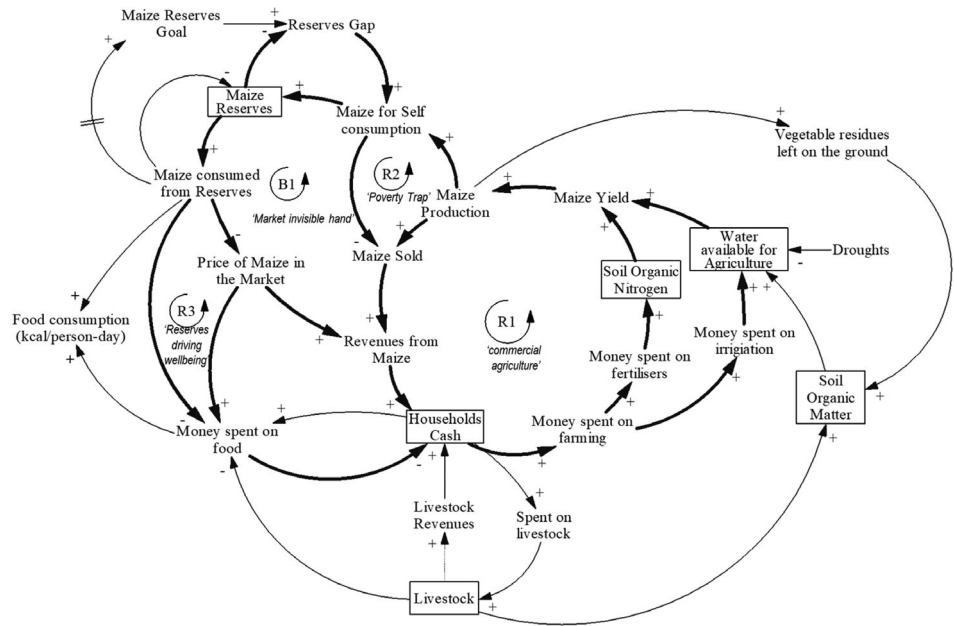 Maize Reserves
Goal
Reserves Gap
+
-
+
-
+
+
Maize
Reserves
Maize for Self
consumption
+
+
+
Vegetable residues
left on the ground
Maize consumed
from Reserves
B1
'Market invisible hand'
R2
'Poverty Trap'
Maize
Production
+
Maize Yield
+
+
Water
available for
Agriculture
-
Droughts
-
+
Maize Sold
-
Price of Maize in
the Market
Soil Organic
Nitrogen
+
+ +
+
+
Food consumption
(kcal/person-day)
+
R3
'Reserves
driving
wellbeing'
+
Revenues from
Maize
R1
'commercial
agriculture'
Money spent on
fertilisers
Money spent on
irrigiation
+
+
Soil
Organic
Matter
+
+
-
+
Money spent on
food
-
+
+
Households
Cash
-
+
Money spent on
farming
+
Livestock
Revenues
+
+
Spent on
livestock
Livestock
+